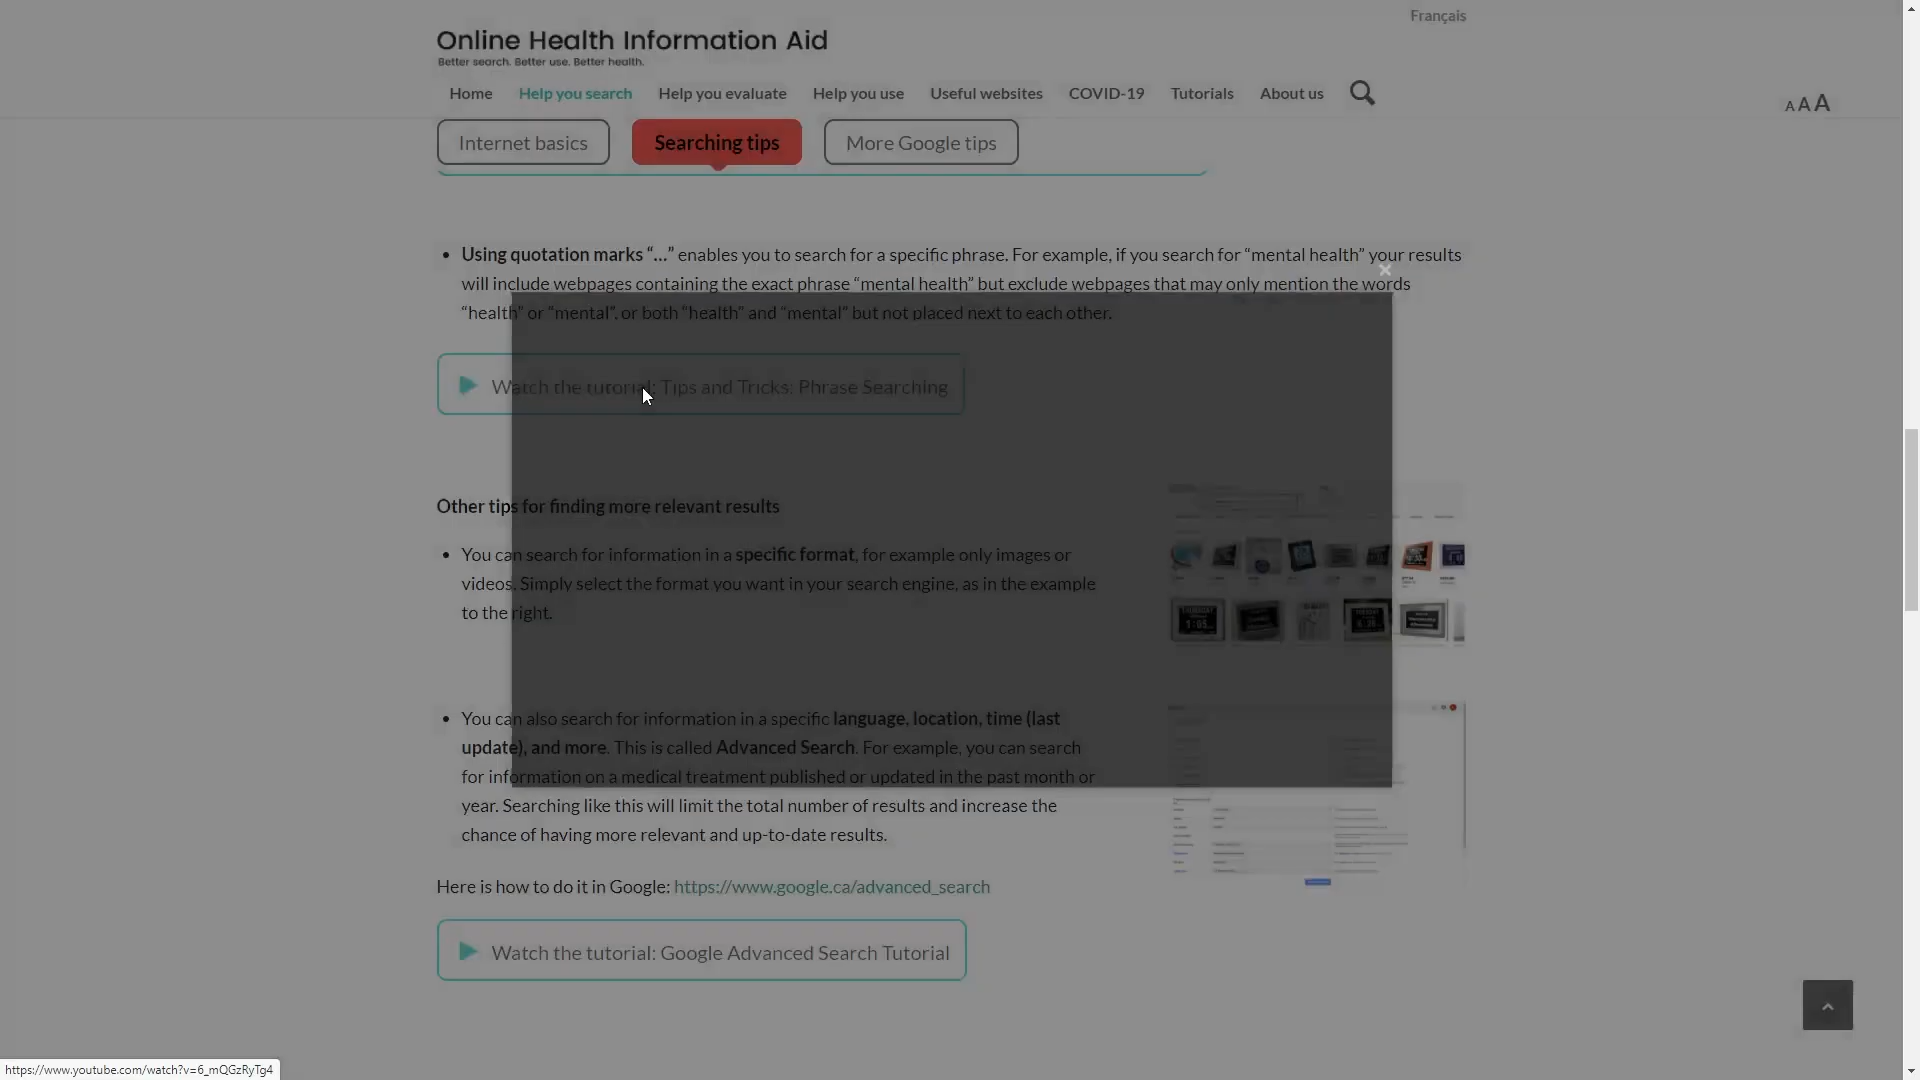 Français
Online Health Information Aid
Better search. Better use. Better health.
Home Help you search Help you evaluate Help you use Useful websites COVID-19 Tutorials About us
A A A
Internet basics Searching tips More Google tips
• Using quotation marks “…” enables you to search for a specific phrase. For example, if you search for “mental health” your results
will include webpages containing the exact phrase “mental health” but exclude webpages that may only mention the words
“health” or “mental”, or both “health” and “mental” but not placed next to each other.
Watch the tutorial: Tips and Tricks: Phrase Searching
Other tips for finding more relevant results
• You can search for information in a specific format, for example only images or
videos. Simply select the format you want in your search engine, as in the example
to the right.
• You can also search for information in a specific language, location, time (last
update), and more. This is called Advanced Search. For example, you can search
for information on a medical treatment published or updated in the past month or
year. Searching like this will limit the total number of results and increase the
chance of having more relevant and up-to-date results.
Here is how to do it in Google: https://www.google.ca/advanced_search
Watch the tutorial: Google Advanced Search Tutorial
https://www.youtube.com/watch?v=6_mQGzRyTg4